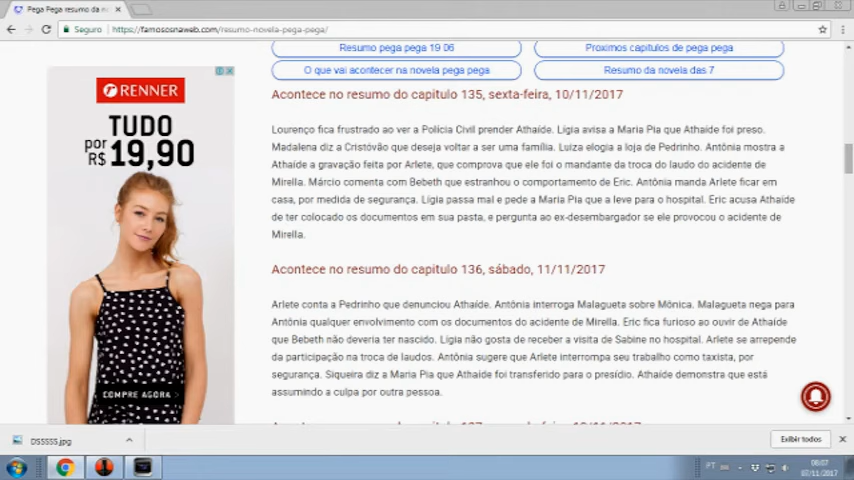 Pega Pega resumo da n
Seguro
https://famososnaweb.com/resumo-novela-pega-pega/
Resumo pega pega 19 06
Proximos capitulos de pega pega
O que vai acontecer na novela pega pega
Resumo da novela das 7
RENNER
TUDO
por
R$ 19,90
COMPRE AGORA >
Acontece no resumo do capitulo 135, sexta-feira, 10/11/2017
Lourenço fica frustrado ao ver a Polícia Civil prender Athaide. Lígia avisa a Maria Pia que Athaide foi preso.
Madalena diz a Cristóvão que deseja voltar a ser uma família. Luiza elogia a loja de Pedrinho. Antônia mostra a
Athaide a gravação feita por Arlete, que comprova que ele foi o mandante da troca do laudo do acidente de
Mirella. Márcio comenta com Bebeth que estranhou o comportamento de Eric. Antônia manda Arlete ficar em
casa, por medida de segurança. Lígia passa mal e pede a Maria Pia que a leve para o hospital. Eric acusa Athaide
de ter colocado os documentos em sua pasta, e pergunta ao ex-desembargador se ele provocou o acidente de
Mirella.
Acontece no resumo do capitulo 136, sábado, 11/11/2017
Arlete conta a Pedrinho que denunciou Athaide. Antônia interroga Malagueta sobre Mônica. Malagueta nega para
Antônia qualquer envolvimento com os documentos do acidente de Mirella. Eric fica furioso ao ouvir de Athaide
que Bebeth não deveria ter nascido. Lígia não gosta de receber a visita de Sabine no hospital. Arlete se arrepende
da participação na troca de laudos. Antônia sugere que Arlete interrompa seu trabalho como taxista, por
segurança. Siqueira diz a Maria Pia que Athaide foi transferido para o presídio. Athaide demonstra que está
assumindo a culpa por outra pessoa.
DSSSSS.jpg
Exibir todos
PT
07/11/2017